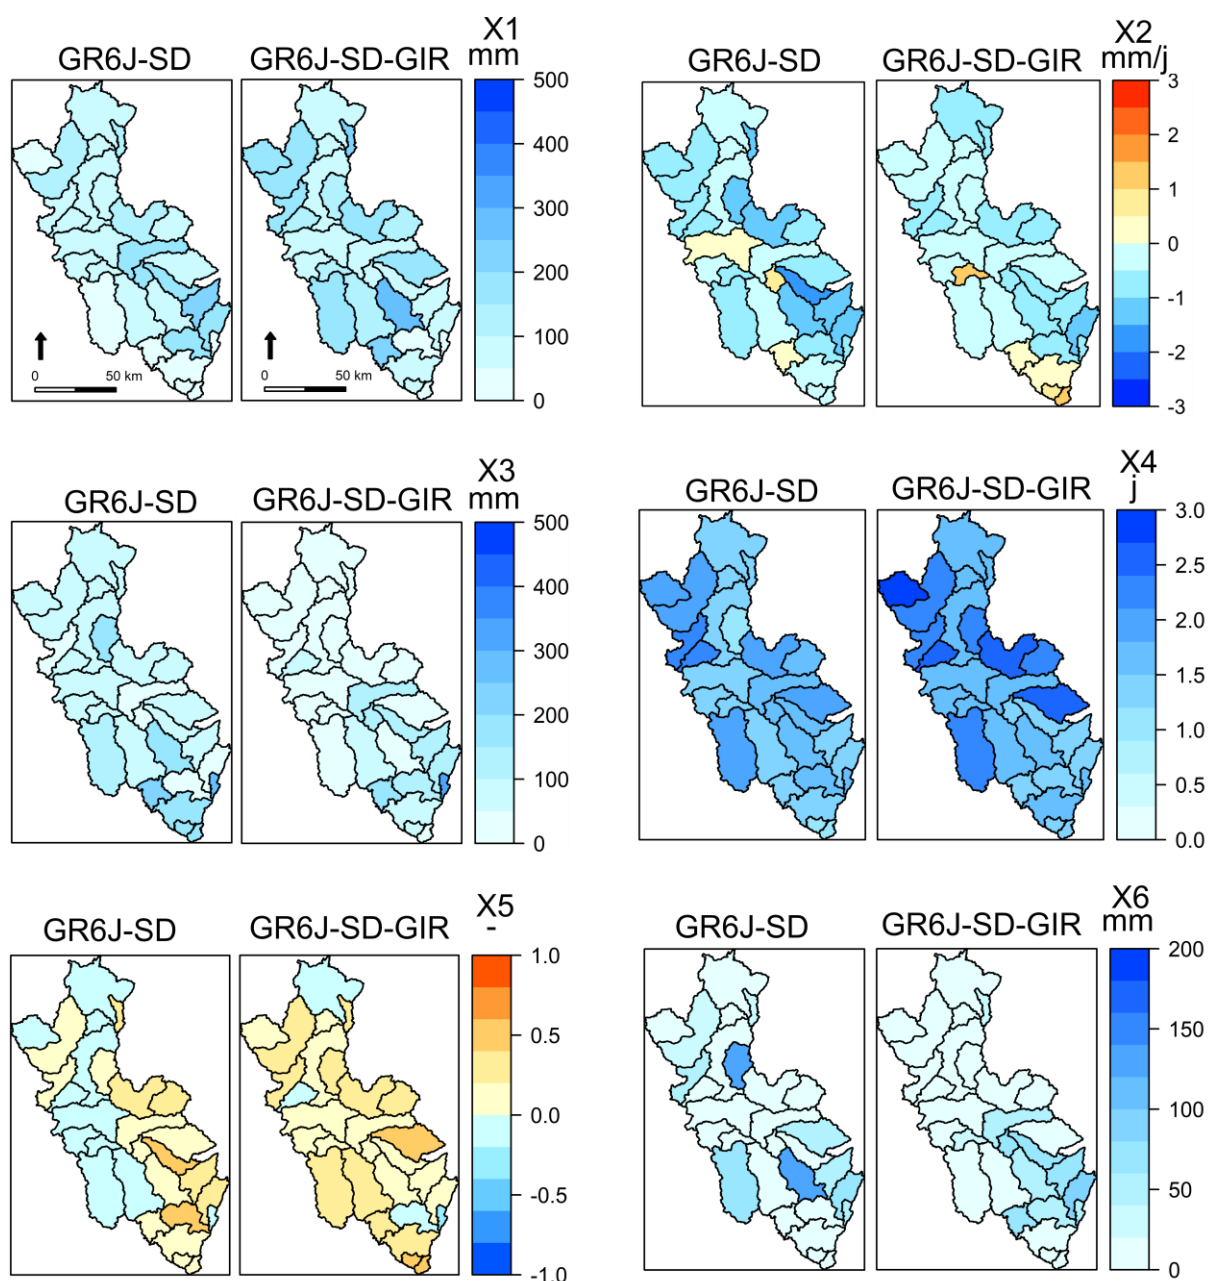 X1
mm
GR6J-SD
GR6J-SD-GIR
500
400
300
200
100
0
0
50 km
0
50 km
X2
mm/j
GR6J-SD
GR6J-SD-GIR
3
2
1
0
-1
-2
-3
X3
mm
GR6J-SD
GR6J-SD-GIR
500
400
300
200
100
0
X4
j
GR6J-SD
GR6J-SD-GIR
3.0
2.5
2.0
1.5
1.0
0.5
0.0
X5
-
GR6J-SD
GR6J-SD-GIR
1.0
0.5
0.0
-0.5
-1.0
X6
mm
GR6J-SD
GR6J-SD-GIR
200
150
100
50
0